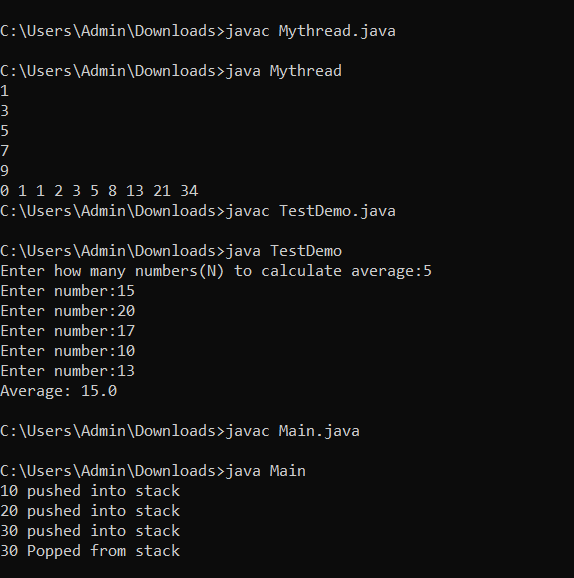 C:\Users\Admin\Downloads>javac Mythread.java
C:\Users\Admin\Downloads>java Mythread
1
3
5
7
9
0 1 1 2 3 5 8 13 21 34
C:\Users\Admin\Downloads>javac TestDemo.java
C:\Users\Admin\Downloads>java TestDemo
Enter how many numbers(N) to calculate average:5
Enter number:15
Enter number:20
Enter number:17
Enter number:10
Enter number:13
Average: 15.0
C:\Users\Admin\Downloads>javac Main.java
C:\Users\Admin\Downloads>java Main
10 pushed into stack
20 pushed into stack
30 pushed into stack
30 Popped from stack